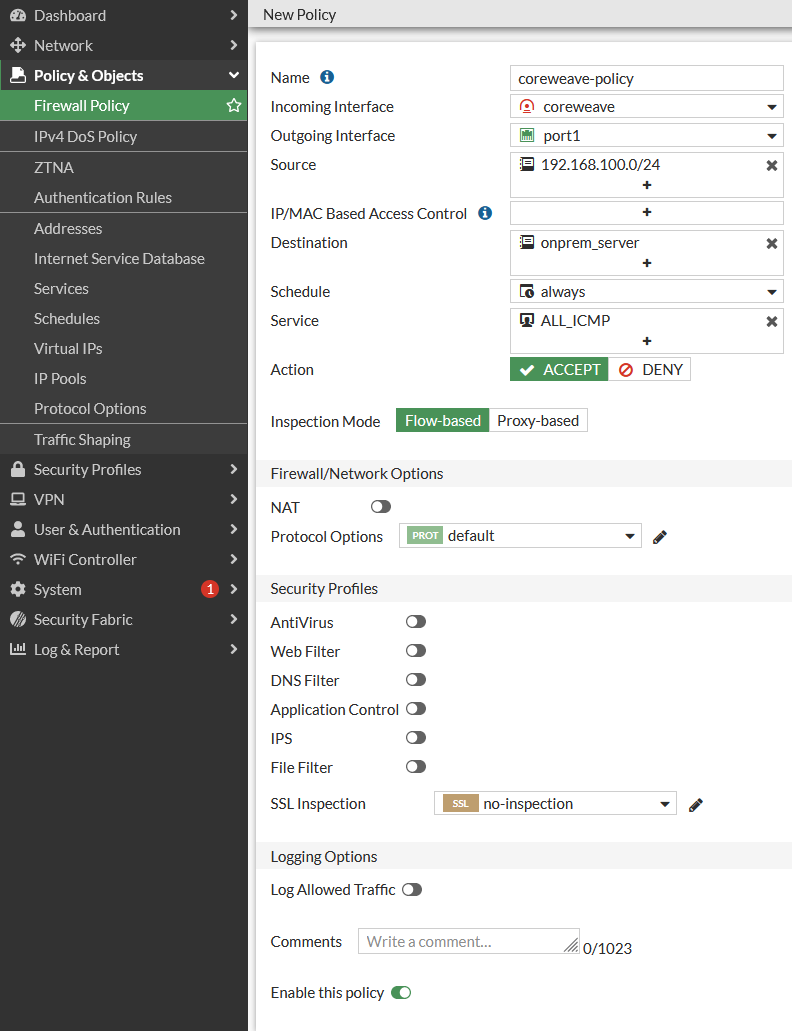 Dashboard
Network
Policy & Objects
Firewall Policy
IPv4 DoS Policy
ZTNA
Authentication Rules
Addresses
Internet Service Database
Services
Schedules
Virtual IPs
IP Pools
Protocol Options
Traffic Shaping
Security Profiles
VPN
User & Authentication
WiFi Controller
System 1
Security Fabric
Log & Report
New Policy
Name coreweave-policy
Incoming Interface coreweave
Outgoing Interface port1
Source 192.168.100.0/24
+
IP/MAC Based Access Control +
Destination onprem_server
+
Schedule always
Service ALL_ICMP
+
Action ACCEPT DENY
Inspection Mode Flow-based Proxy-based
Firewall/Network Options
NAT
Protocol Options PROT default
Security Profiles
AntiVirus
Web Filter
DNS Filter
Application Control
IPS
File Filter
SSL Inspection SSL no-inspection
Logging Options
Log Allowed Traffic
Comments Write a comment... 0/1023
Enable this policy